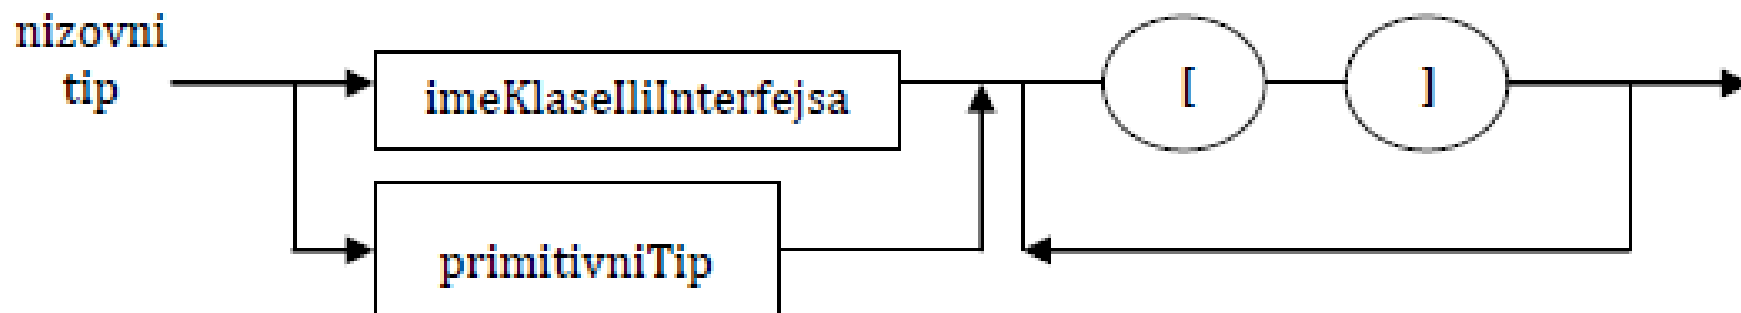 nizovni
tip
imeKlaseIliInterfejsa
[
]
primitivniTip